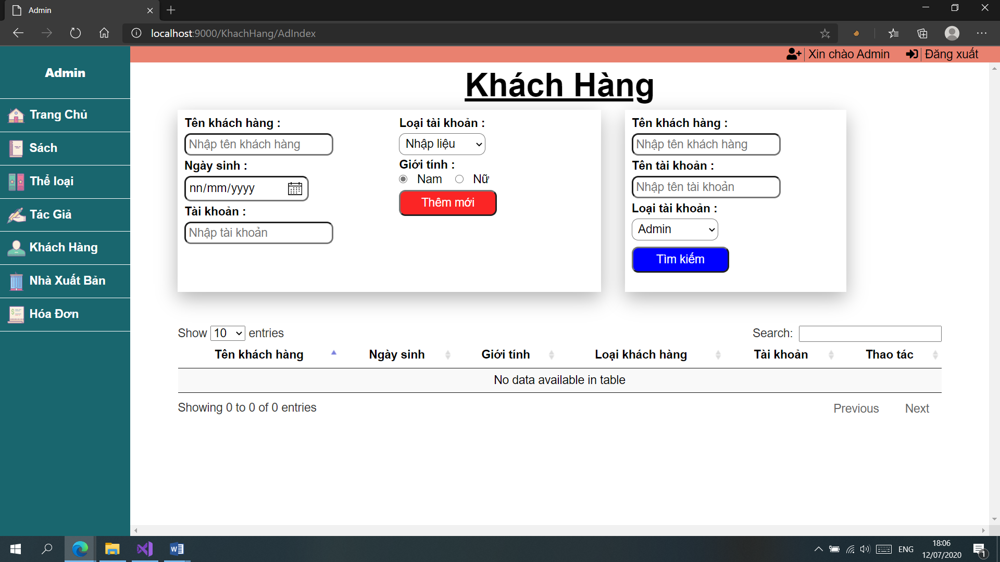 Admin
localhost:9000/KhachHang/AdIndex
Xin chào Admin
Đăng xuất
Admin
Trang Chủ
Sách
Thể loại
Tác Giả
Khách Hàng
Nhà Xuất Bản
Hóa Đơn
Khách Hàng
Tên khách hàng :
Nhập tên khách hàng
Ngày sinh :
nn/mm/yyyy
Tài khoản :
Nhập tài khoản
Loại tài khoản :
Nhập liệu
Giới tính :
Nam Nữ
Thêm mới
Tên khách hàng :
Nhập tên khách hàng
Tên tài khoản :
Nhập tên tài khoản
Loại tài khoản :
Admin
Tìm kiếm
Show 10 entries
Search:
Tên khách hàng Ngày sinh Giới tính Loại khách hàng Tài khoản Thao tác
No data available in table
Showing 0 to 0 of 0 entries
Previous Next
ENG
18:06
12/07/2020
1